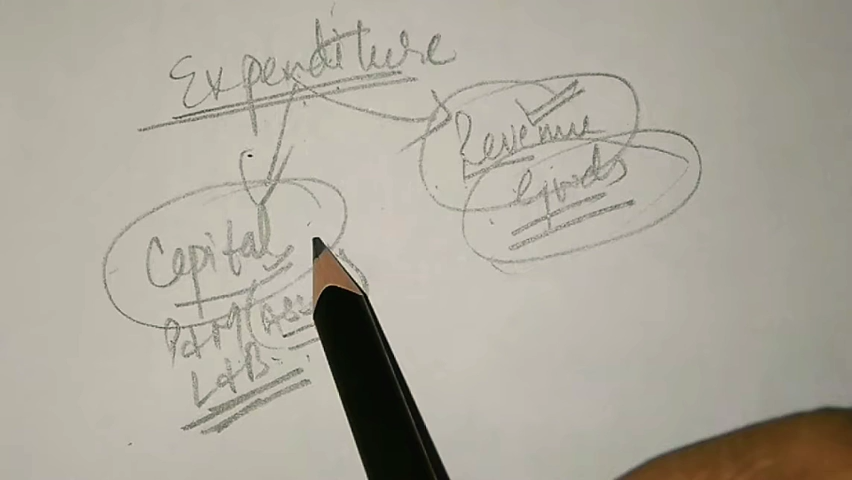 Expenditure
Revenue
Goods
Capital
P & M
L & B